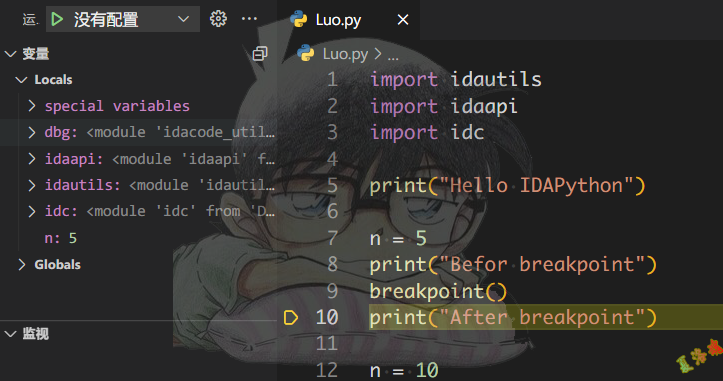 运. 没有配置 ...
变量
Locals
special variables
dbg: <module 'idacode_util...
idaapi: <module 'idaapi' f...
idautils: <module 'idautil...
idc: <module 'idc' from 'D...
n: 5
Globals
监视
Luo.py
Luo.py > ...
1 import idautils
2 import idaapi
3 import idc
4
5 print("Hello IDAPython")
6
7 n = 5
8 print("Befor breakpoint")
9 breakpoint()
10 print("After breakpoint")
11
12 n = 10